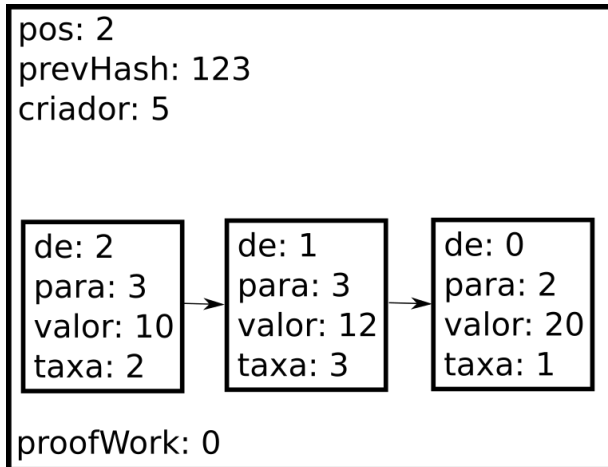 pos: 2
prevHash: 123
criador: 5
de: 2
para: 3
valor: 10
taxa: 2
de: 1
para: 3
valor: 12
taxa: 3
de: 0
para: 2
valor: 20
taxa: 1
proofWork: 0